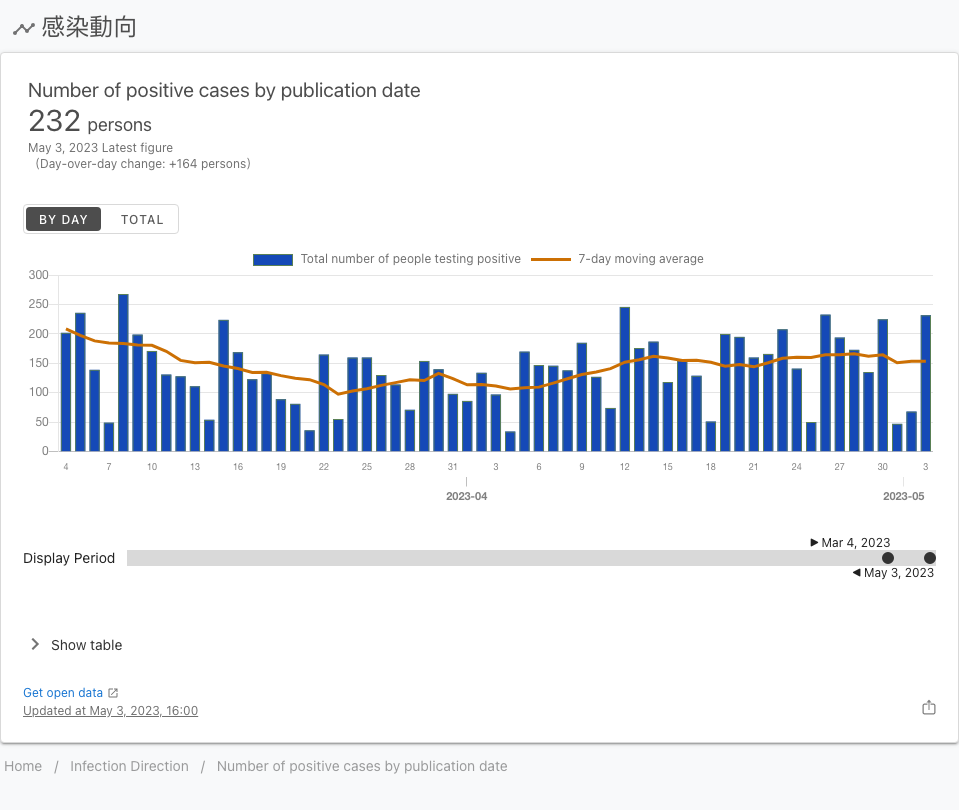 感染動向
Number of positive cases by publication date
232 persons
May 3, 2023 Latest figure
(Day-over-day change: +164 persons)
BY DAY TOTAL
Total number of people testing positive 7-day moving average
300
250
200
150
100
50
0
4 7 10 13 16 19 22 25 28 31 3 6 9 12 15 18 21 24 27 30 3
2023-04 2023-05
▶ Mar 4, 2023
Display Period
◀ May 3, 2023
Show table
Get open data
Updated at May 3, 2023, 16:00
Home / Infection Direction / Number of positive cases by publication date